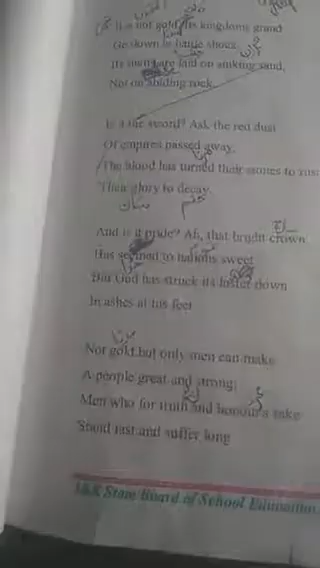 It is not gold. Its kingdoms grand
Go down in battle shock;
Its shafts are laid on sinking sand,
Not on abiding rock.
Is it the sword? Ask the red dust
Of empires passed away,
The blood has turned their stones to rust
Their glory to decay.
And is it pride? Ah, that bright crown
Has seemed to nations sweet
But God has struck its luster down
In ashes at his feet
Not gold but only men can make
A people great and strong;
Men who for truth and honour's sake
Stand fast and suffer long
J&K State Board of School Education